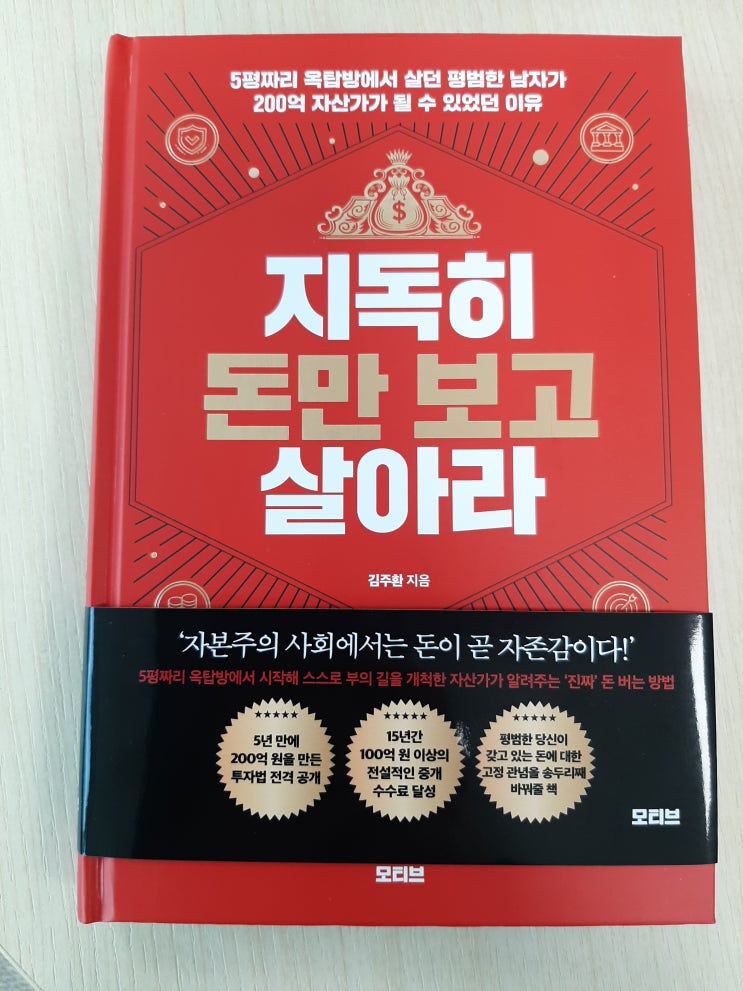 5평짜리 옥탑방에서 살던 평범한 남자가
200억 자산가가 될 수 있었던 이유
$
지독히
돈만 보고
살아라
김주환 지음
‘자본주의 사회에서는 돈이 곧 자존감이다!’
5평짜리 옥탑방에서 시작해 스스로 부의 길을 개척한 자산가가 알려주는 ‘진짜’ 돈 버는 방법
5년 만에
200억 원을 만든
투자법 전격 공개
15년간
100억 원 이상의
전설적인 중개
수수료 달성
평범한 당신이
갖고 있는 돈에 대한
고정 관념을 송두리째
바꿔줄 책
모티브
모티브